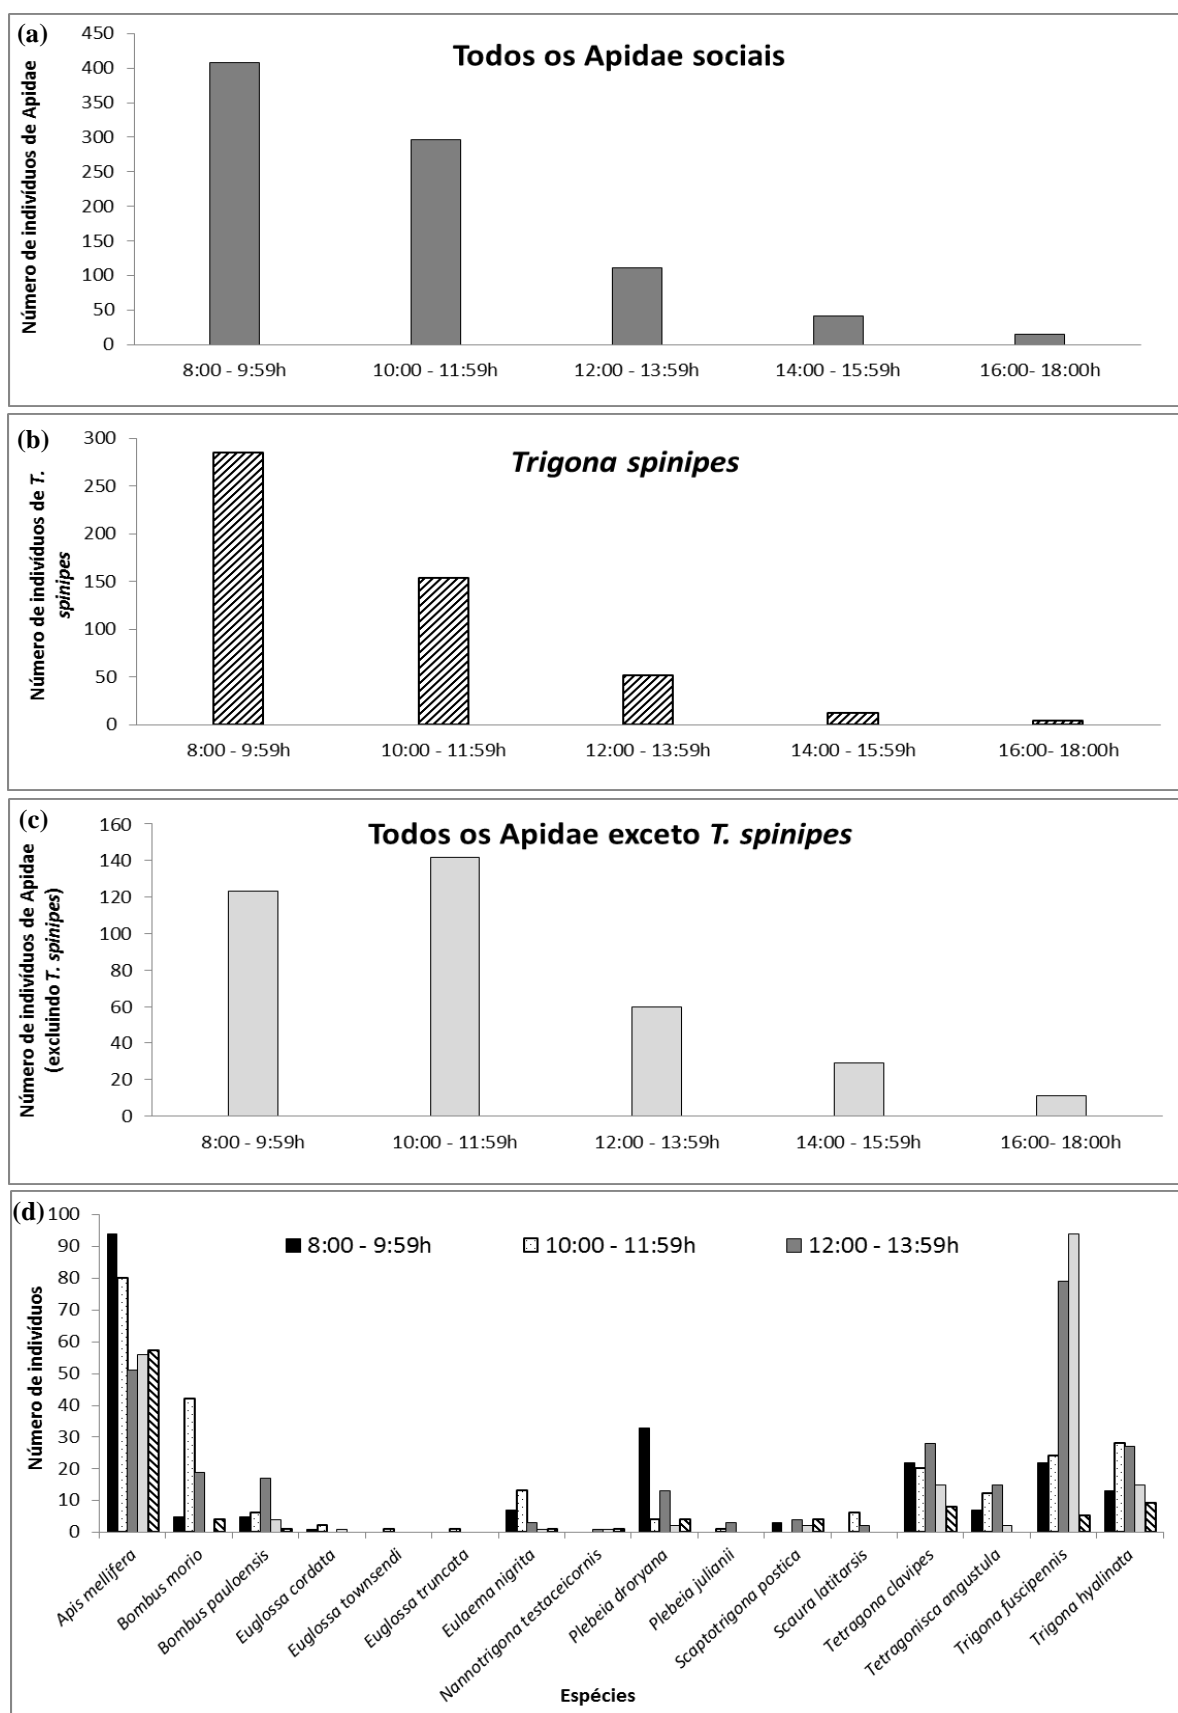 (a)
Todos os Apidae sociais
Número de indivíduos de Apidae
450
400
350
300
250
200
150
100
50
0
8:00 - 9:59h
10:00 - 11:59h
12:00 - 13:59h
14:00 - 15:59h
16:00- 18:00h
(b)
Trigona spinipes
Número de indivíduos de T.
spinipes
300
250
200
150
100
50
0
8:00 - 9:59h
10:00 - 11:59h
12:00 - 13:59h
14:00 - 15:59h
16:00- 18:00h
(c)
Todos os Apidae exceto T. spinipes
Número de indivíduos de Apidae
(excluindo T. spinipes)
160
140
120
100
80
60
40
20
0
8:00 - 9:59h
10:00 - 11:59h
12:00 - 13:59h
14:00 - 15:59h
16:00- 18:00h
(d)
8:00 - 9:59h
10:00 - 11:59h
12:00 - 13:59h
Número de indivíduos
100
90
80
70
60
50
40
30
20
10
0
Apis mellifera
Bombus morio
Bombus pauloensis
Euglossa cordata
Euglossa townsendi
Euglossa truncata
Eulaema nigrita
Nannotrigona testaceicornis
Plebeia droryana
Plebeia julianii
Scaptotrigona postica
Scaura latitarsis
Tetragona clavipes
Tetragonisca angustula
Trigona fuscipennis
Trigona hyalinata
Espécies